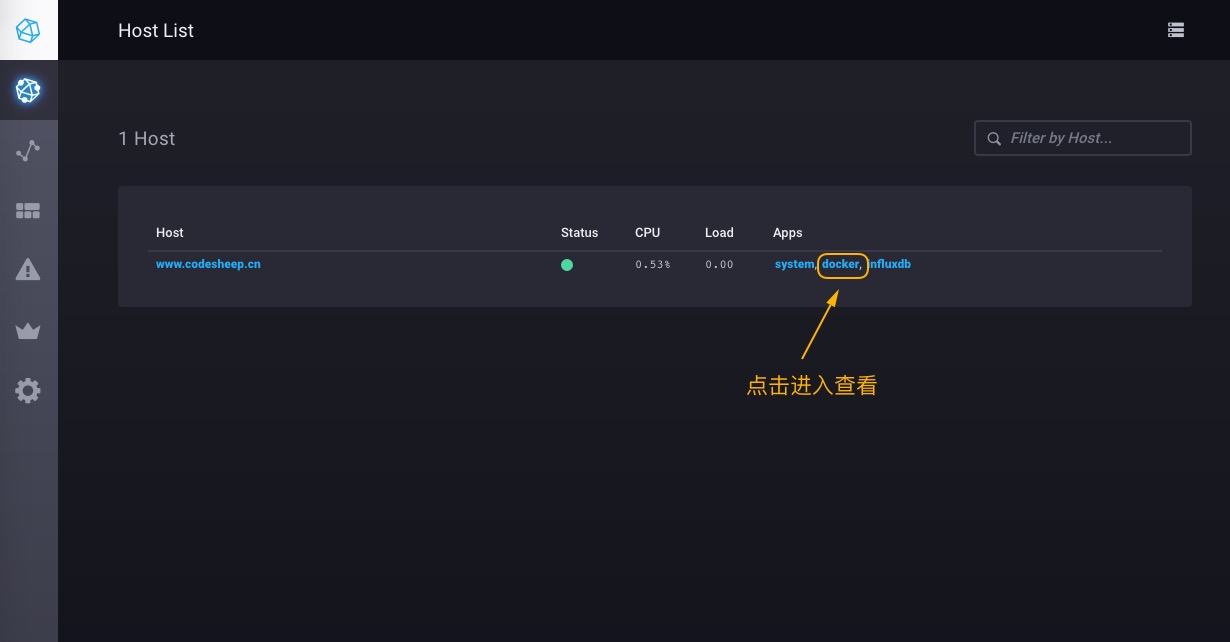 Host List
1 Host
Filter by Host...
Host Status CPU Load Apps
www.codesheep.cn 0.53% 0.00 system, docker, influxdb
点击进入查看